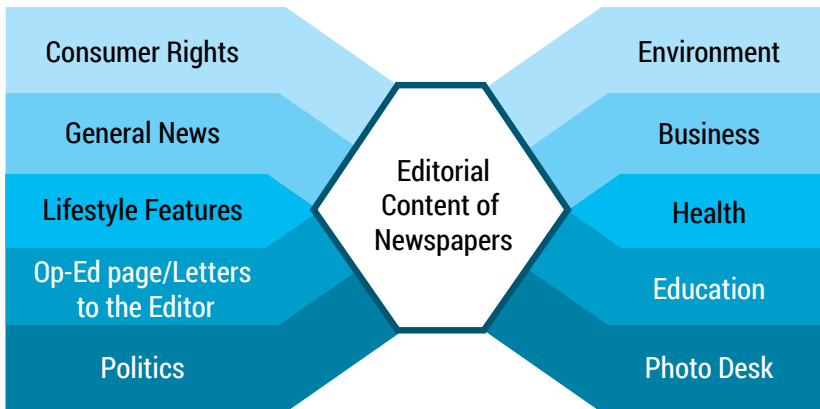 Consumer Rights
General News
Lifestyle Features
Op-Ed page/Letters
to the Editor
Politics
Editorial
Content of
Newspapers
Environment
Business
Health
Education
Photo Desk